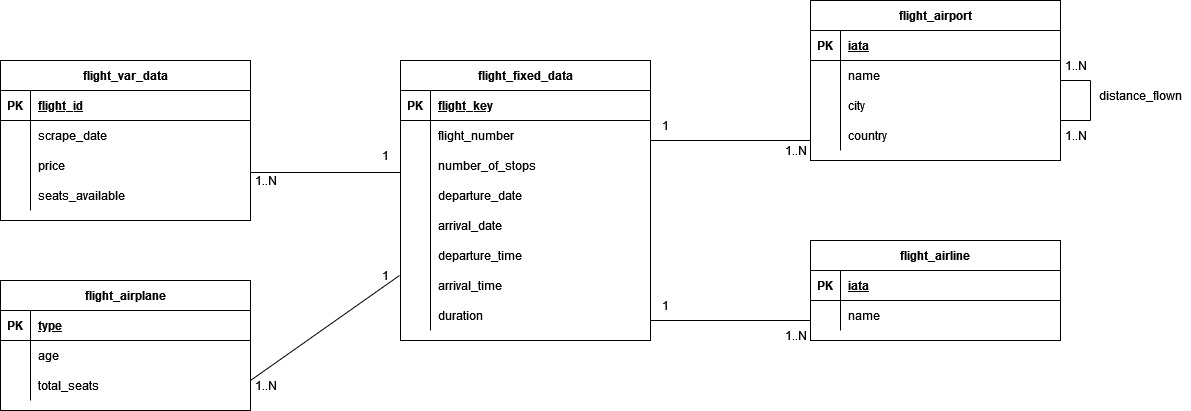 flight_var_data
PK flight_id
scrape_date
price
seats_available
1..N
1
flight_airplane
PK type
age
total_seats
1..N
1
flight_fixed_data
PK flight_key
flight_number
number_of_stops
departure_date
arrival_date
departure_time
arrival_time
duration
1
1..N
1
1..N
flight_airport
PK iata
name
city
country
1..N
distance_flown
1..N
flight_airline
PK iata
name